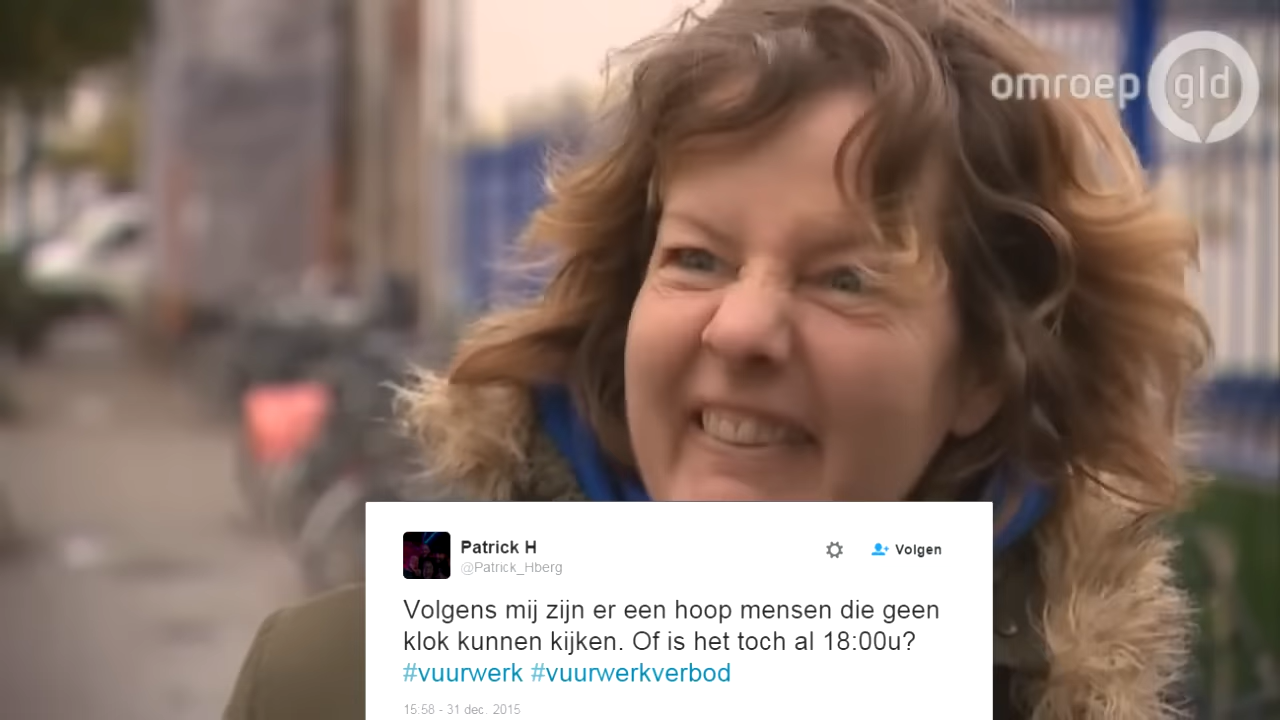 omroep gld
Patrick H
Volgen
@Patrick_Hberg
Volgens mij zijn er een hoop mensen die geen
klok kunnen kijken. Of is het toch al 18:00u?
#vuurwerk #vuurwerkverbod
15:58 - 31 dec. 2015